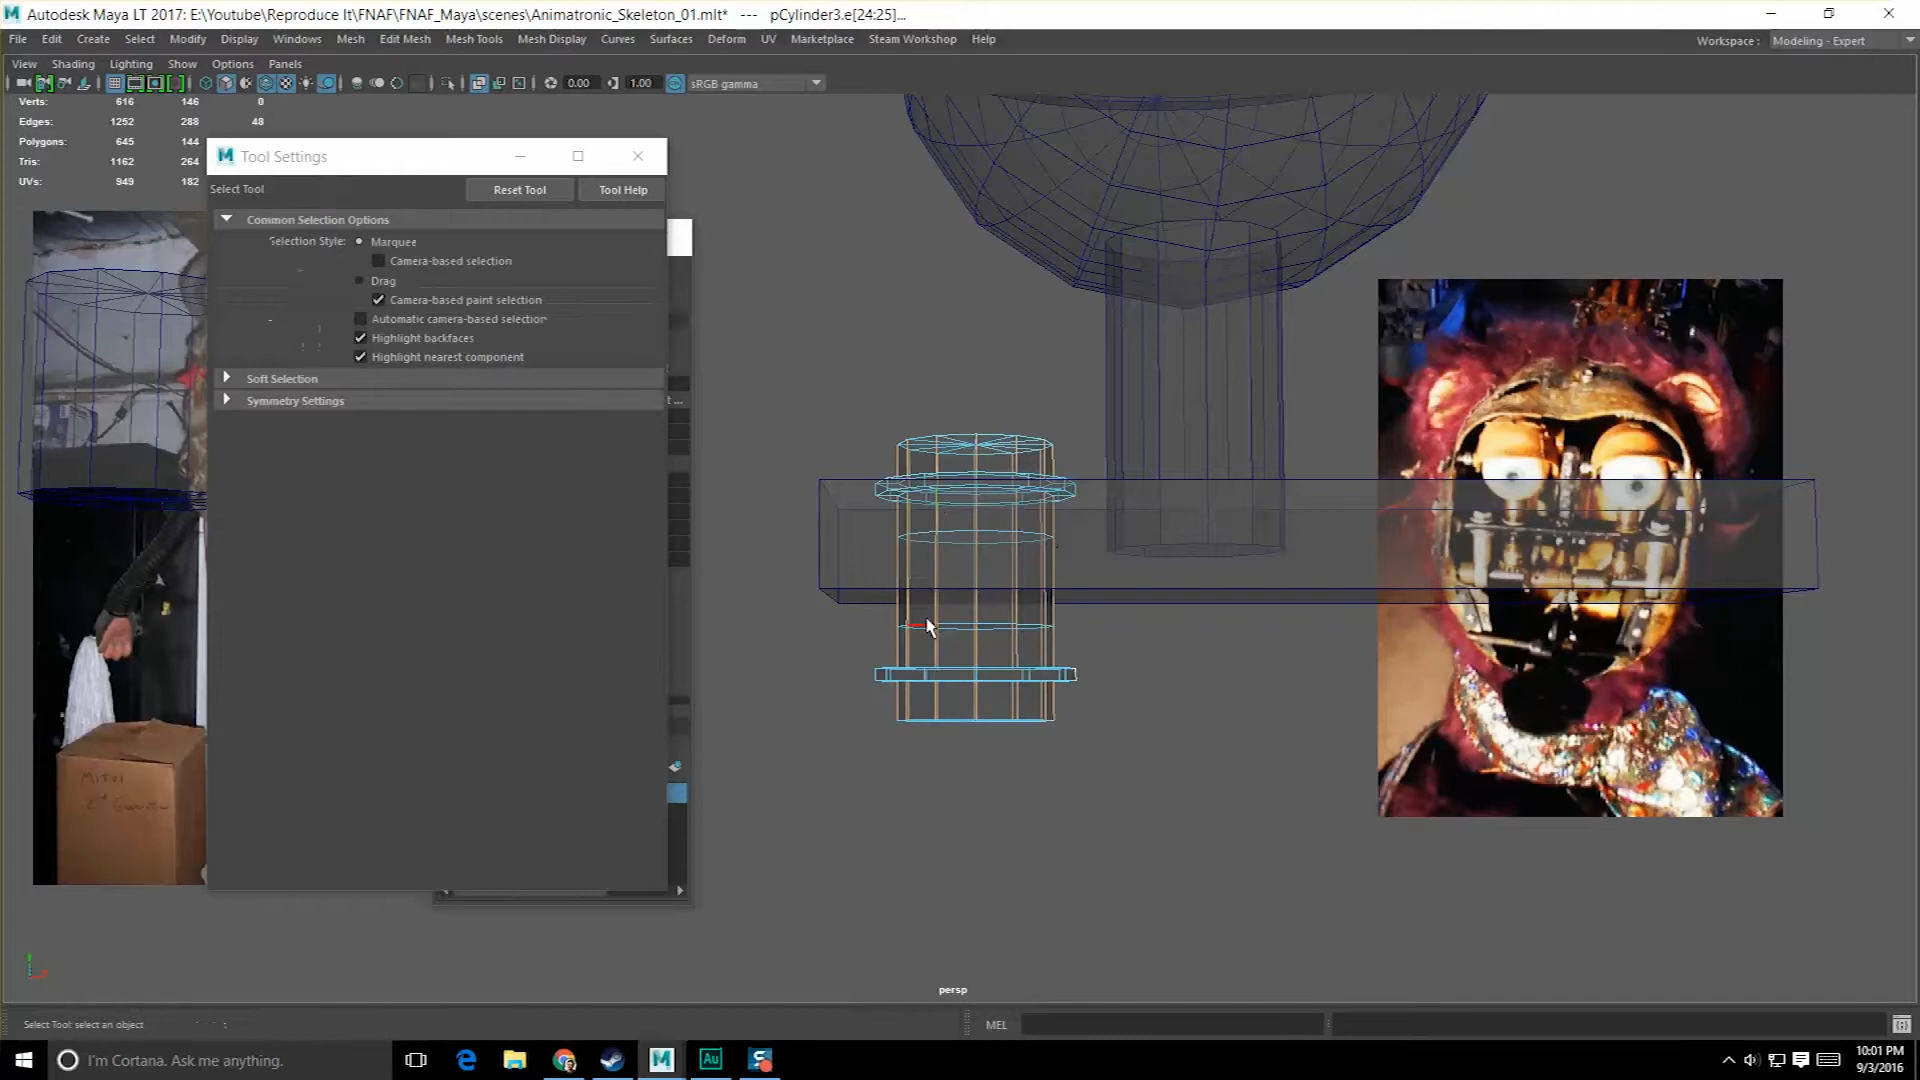 Autodesk Maya LT 2017: E:\Youtube\Reproduce It\FNAF\FNAF_Maya\scenes\Animatronic_Skeleton_01.mlt*   ---   pCylinder3.e[24:25]...
File Edit Create Select Modify Display Windows Mesh Edit Mesh Mesh Tools Mesh Display Curves Surfaces Deform UV Marketplace Steam Workshop Help
Workspace : Modeling - Expert
View Shading Lighting Show Options Panels
0.00 1.00 sRGB gamma
Verts: 616 146 0
Edges: 1252 288 48
Polygons: 645 144
Tris: 1162 264
UVs: 949 182
Tool Settings
Select Tool
Reset Tool
Tool Help
Common Selection Options
Selection Style: Marquee
Camera-based selection
Drag
Camera-based paint selection
Automatic camera-based selection
Highlight backfaces
Highlight nearest component
Soft Selection
Symmetry Settings
t ...
persp
Select Tool: select an object
MEL
I'm Cortana. Ask me anything.
Au
10:01 PM
9/3/2016